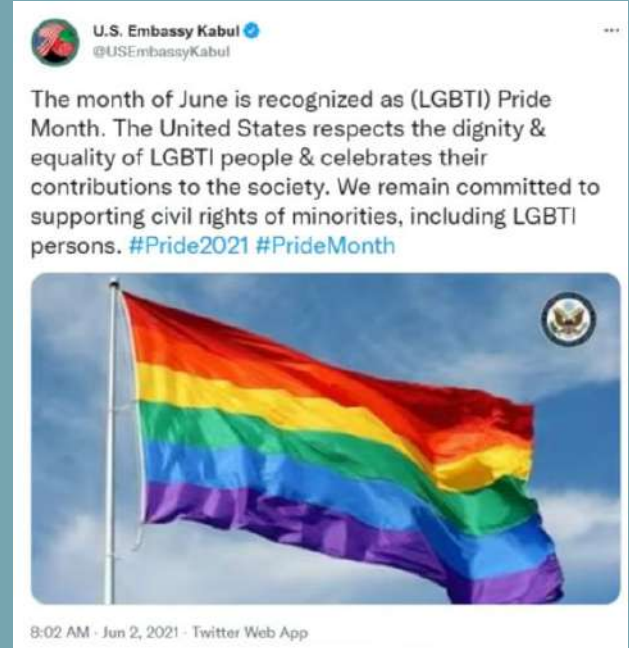 U.S. Embassy Kabul
@USEmbassyKabul
The month of June is recognized as (LGBTI) Pride
Month. The United States respects the dignity &
equality of LGBTI people & celebrates their
contributions to the society. We remain committed to
supporting civil rights of minorities, including LGBTI
persons. #Pride2021 #PrideMonth
8:02 AM · Jun 2, 2021 · Twitter Web App